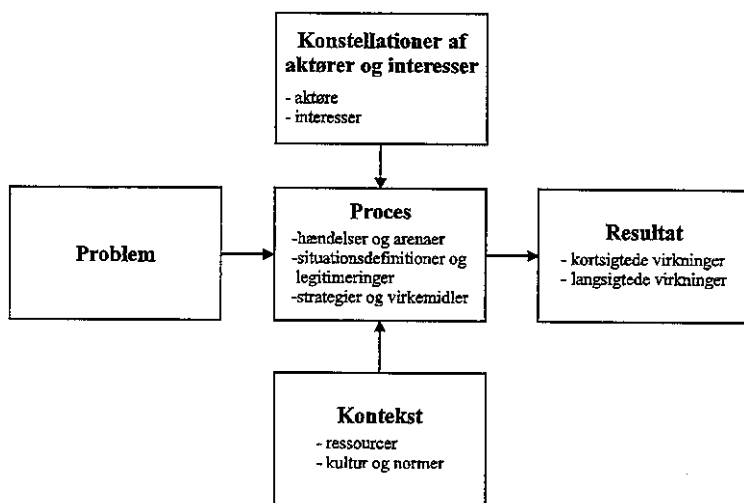 Konstellationer af
aktører og interesser
- aktøre
- interesser
Problem
Proces
-hændelser og arenaer
-situationsdefinitioner og
legitimeringer
-strategier og virkemidler
Resultat
- kortsigtede virkninger
- langsigtede virkninger
Kontekst
- ressourcer
- kultur og normer